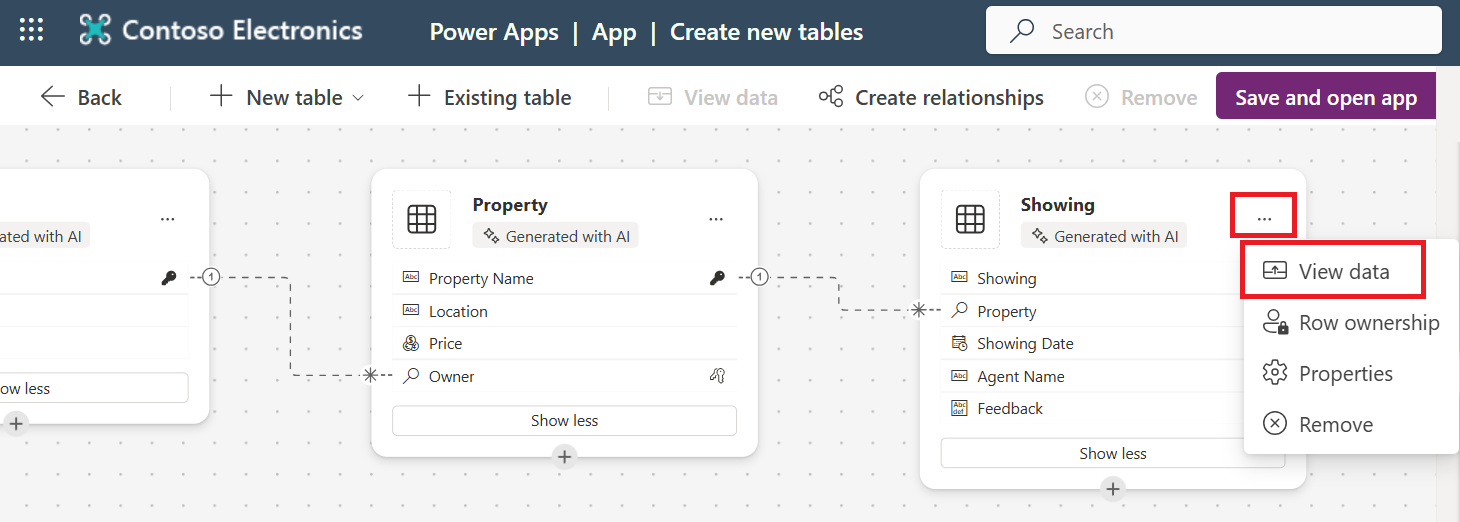 Contoso Electronics Power Apps | App | Create new tables Search
Back New table Existing table View data Create relationships Remove Save and open app
ated with AI
ow less
Property
Generated with AI
Property Name
1
Location
Price
Owner
Show less
Showing
Generated with AI
Showing
1
Property
Showing Date
Agent Name
Feedback
Show less
View data
Row ownership
Properties
Remove